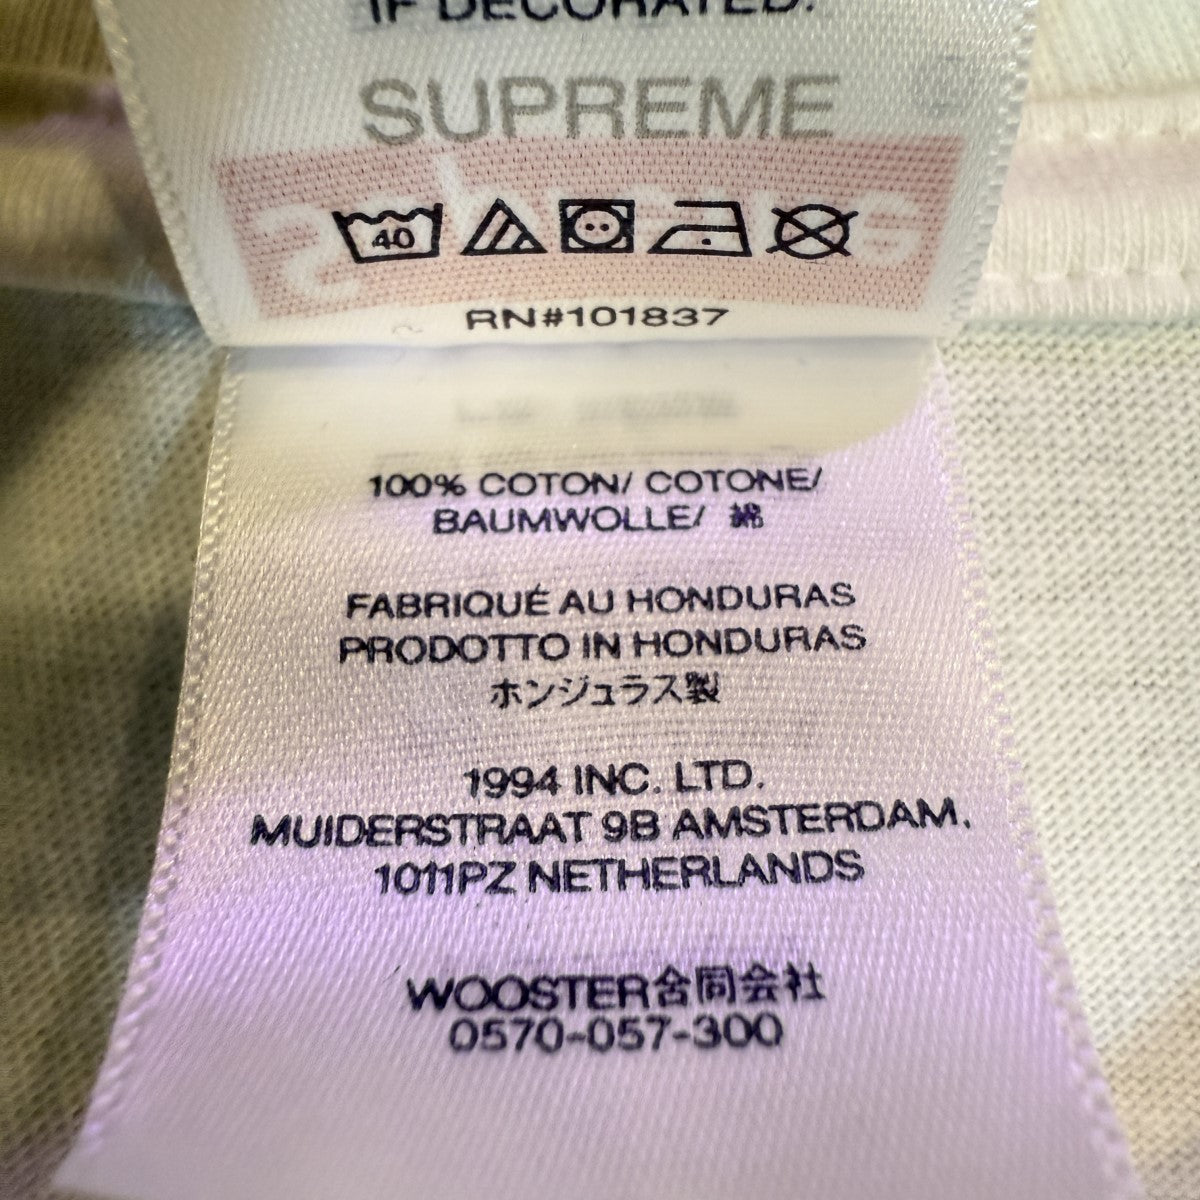 IF DECORATED.
SUPREME
40
RN#101837
100% COTON/ COTONE/
BAUMWOLLE/ 綿
FABRIQUÉ AU HONDURAS
PRODOTTO IN HONDURAS
ホンジュラス製
1994 INC. LTD.
MUIDERSTRAAT 9B AMSTERDAM,
1011PZ NETHERLANDS
WOOSTER合同会社
0570-057-300